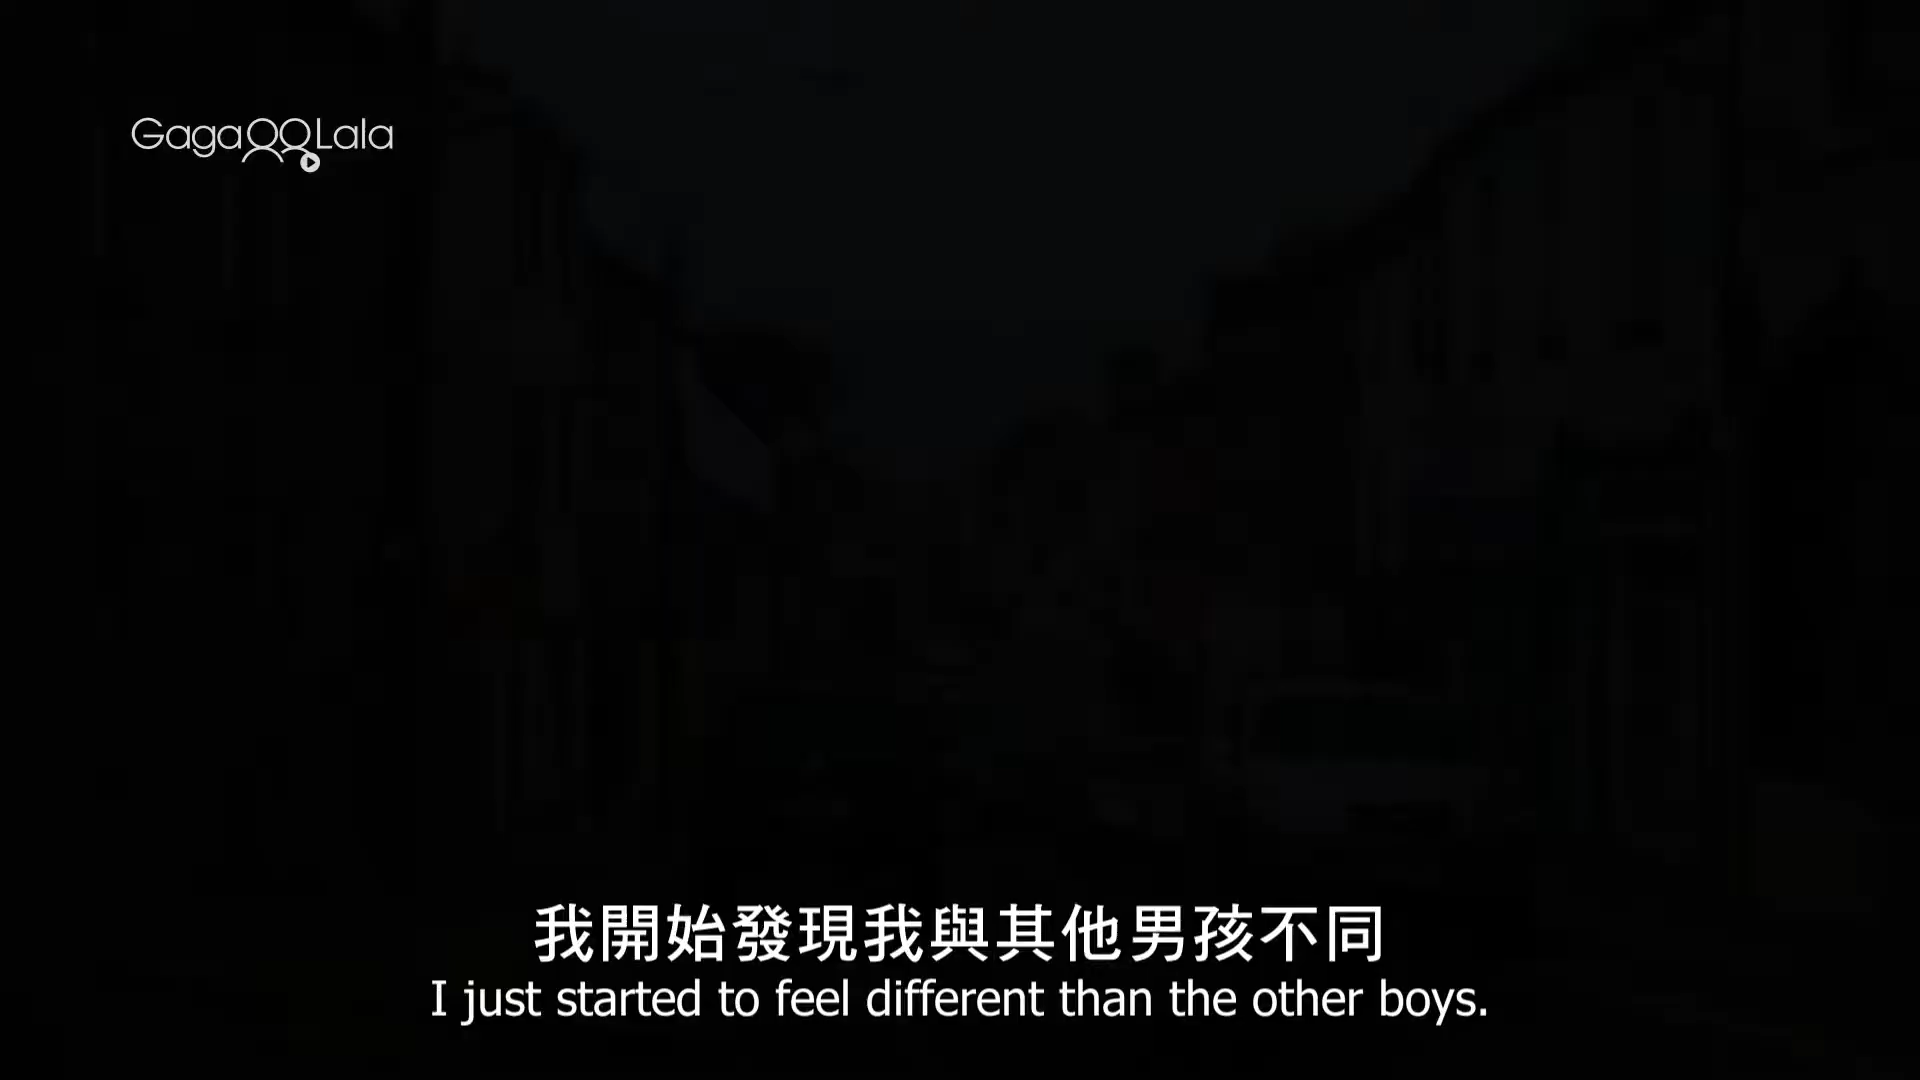 GagaOOLala
我開始發現我與其他男孩不同
I just started to feel different than the other boys.